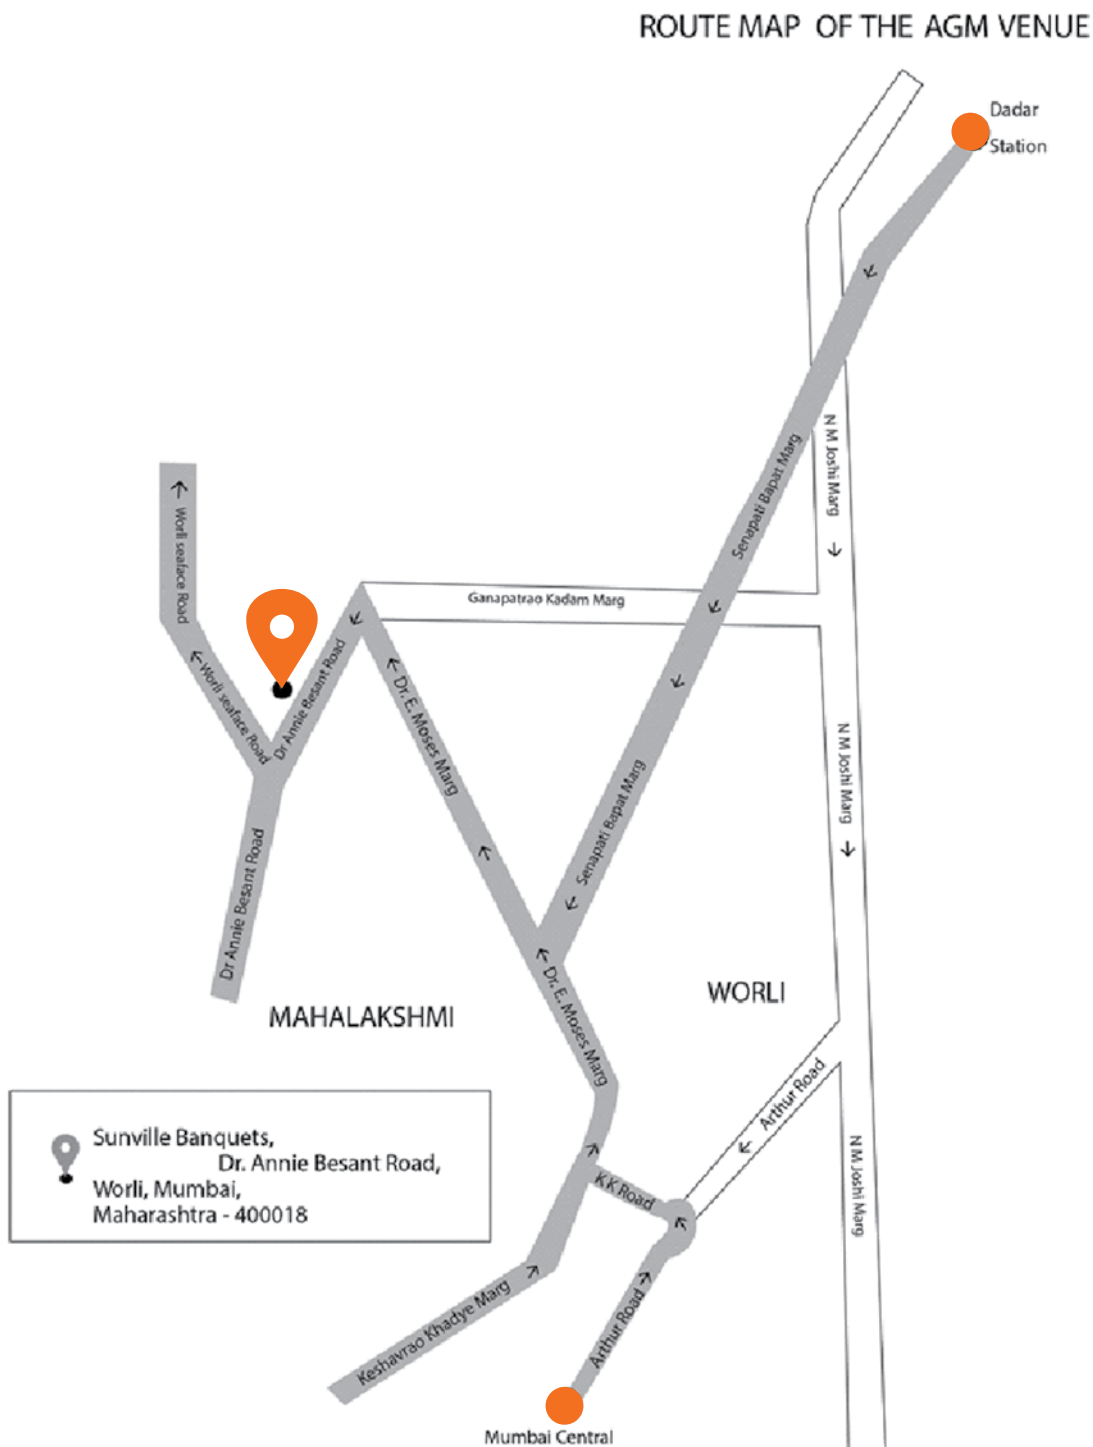 ROUTE MAP OF THE AGM VENUE
Dadar
Station
N M Joshi Marg
Senapati Bapat Marg
Worli seaface Road
Ganapatrao Kadam Marg
Dr Annie Besant Road
Worli seaface Road
Dr. E. Moses Marg
N M Joshi Marg
Senapati Bapat Marg
Dr Annie Besant Road
Dr. E. Moses Marg
WORLI
MAHALAKSHMI
Arthur Road
Sunville Banquets,
Dr. Annie Besant Road,
Worli, Mumbai,
Maharashtra - 400018
K K Road
N M Joshi Marg
Keshavrao Khadye Marg
Arthur Road
Mumbai Central